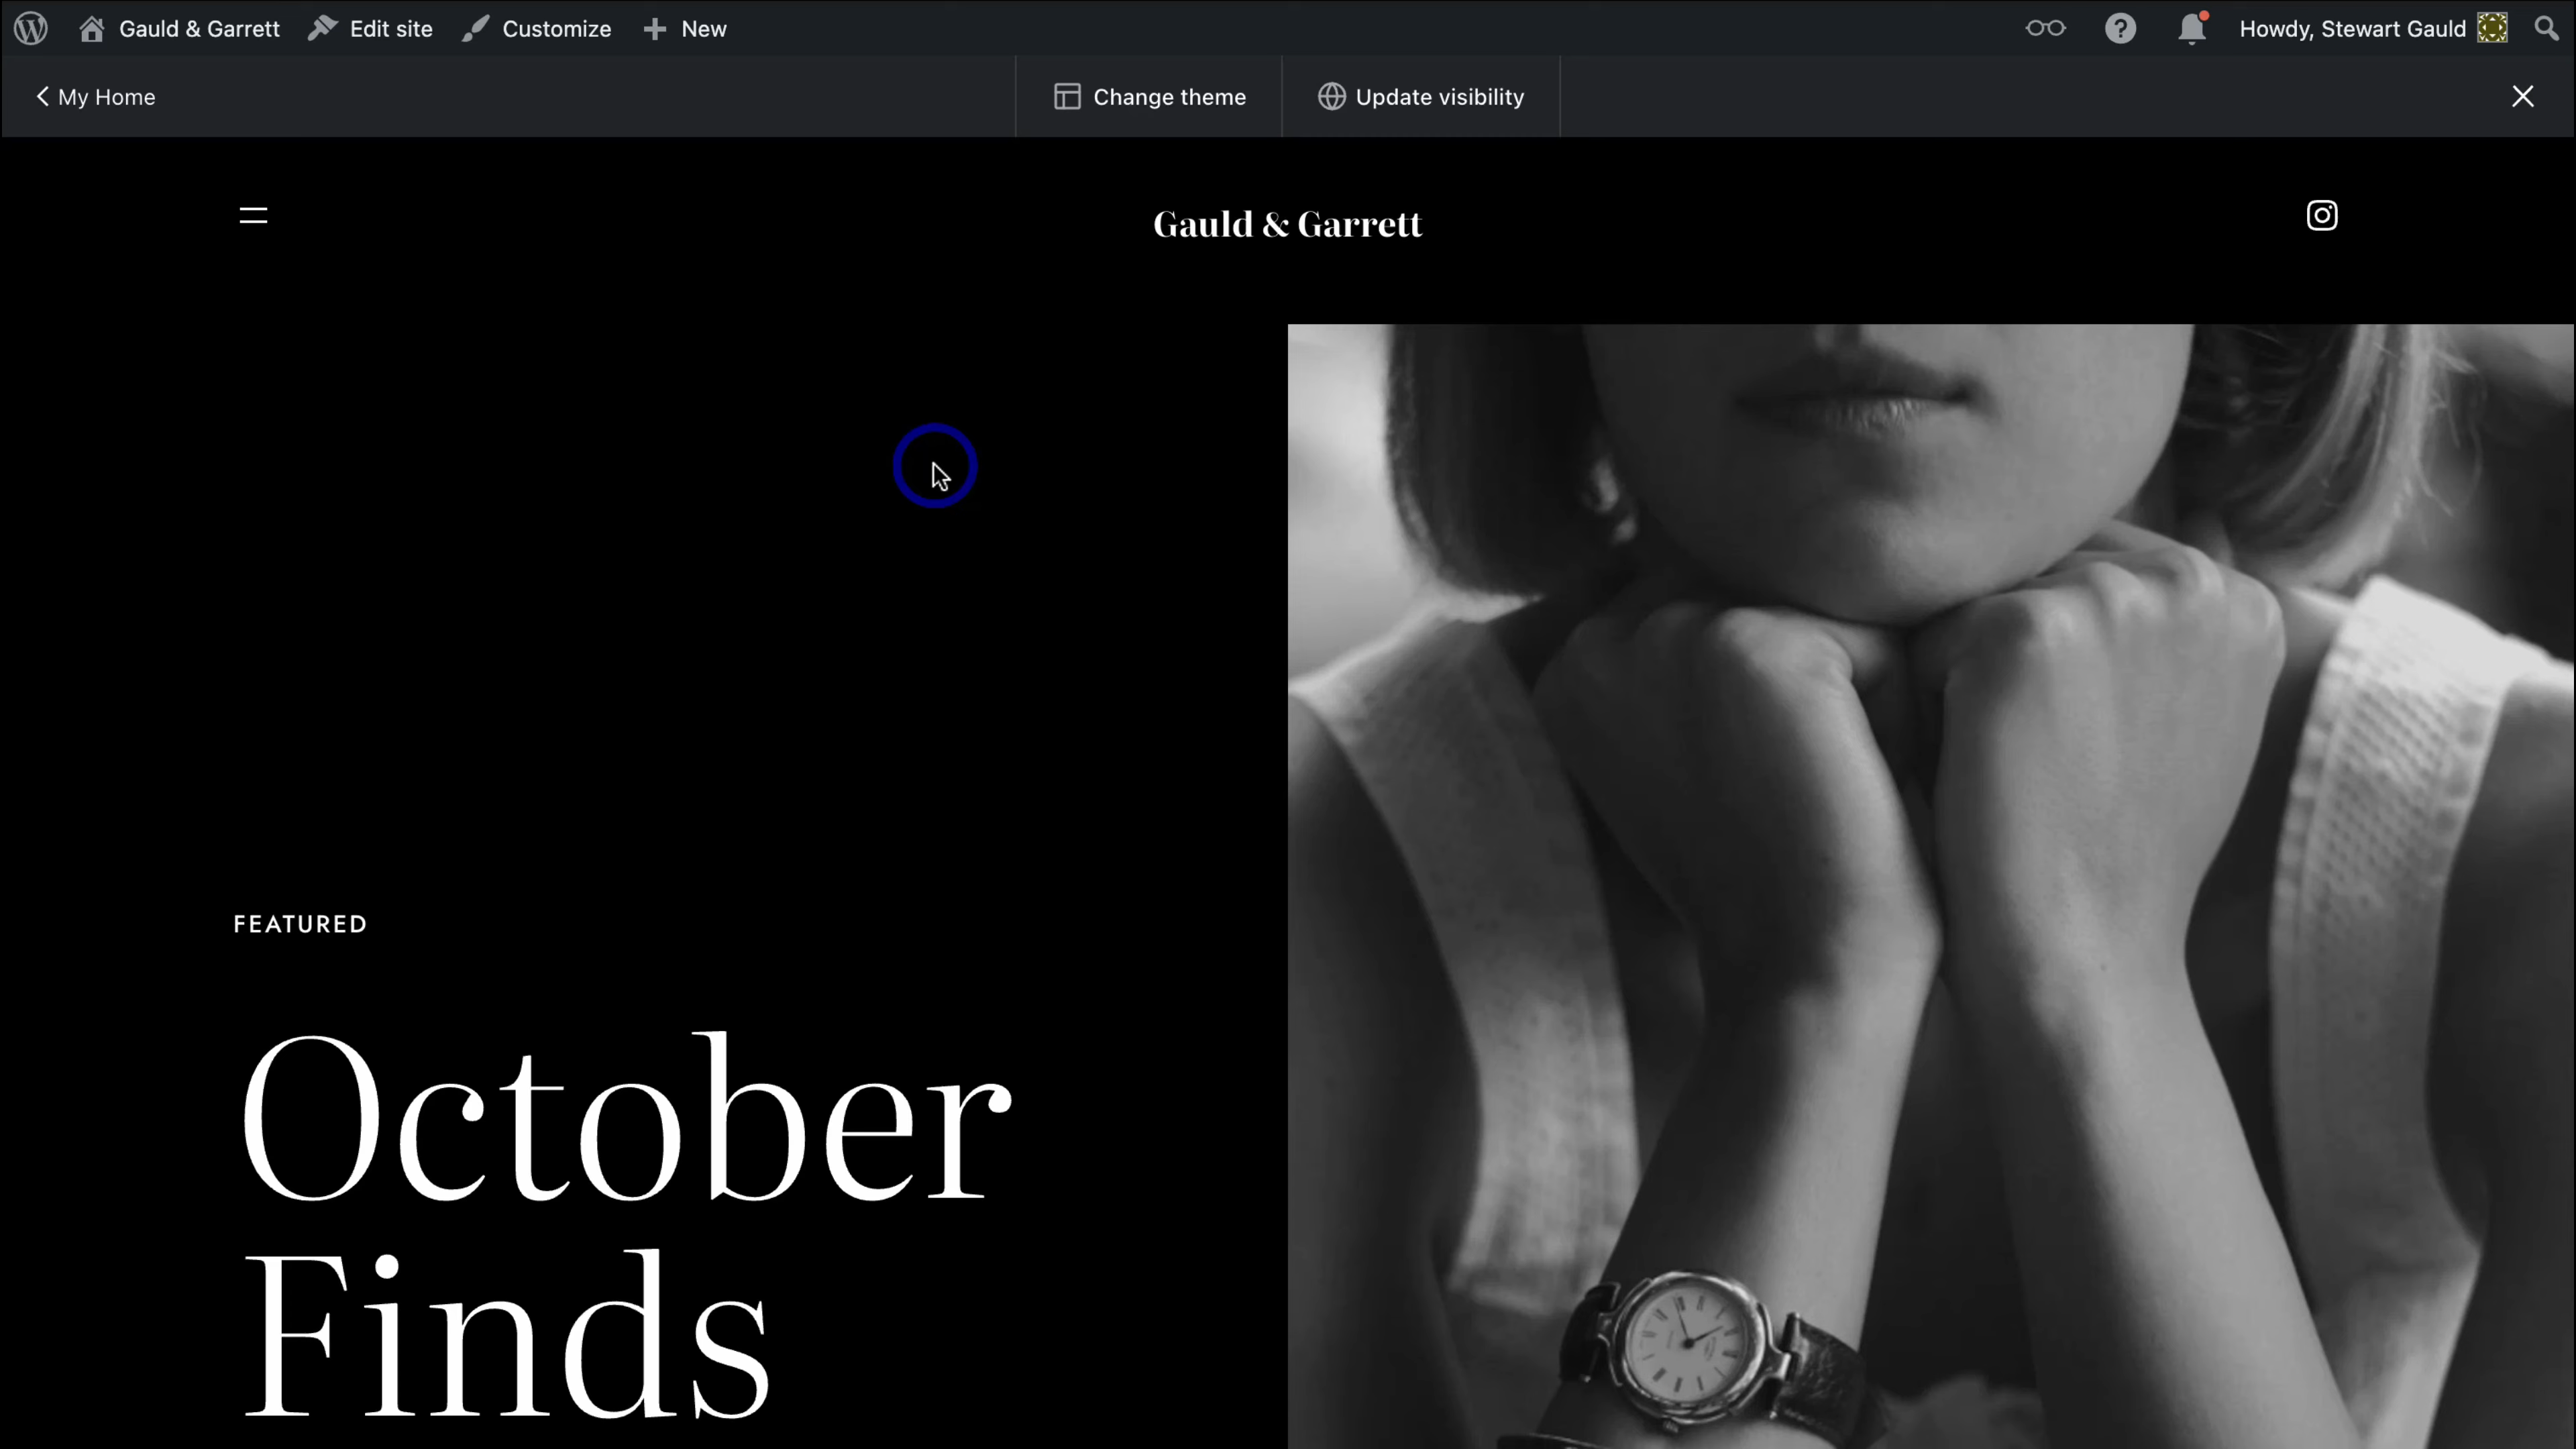 Gauld & Garrett Edit site Customize New Howdy, Stewart Gauld
My Home Change theme Update visibility
Gauld & Garrett
FEATURED
October
Finds